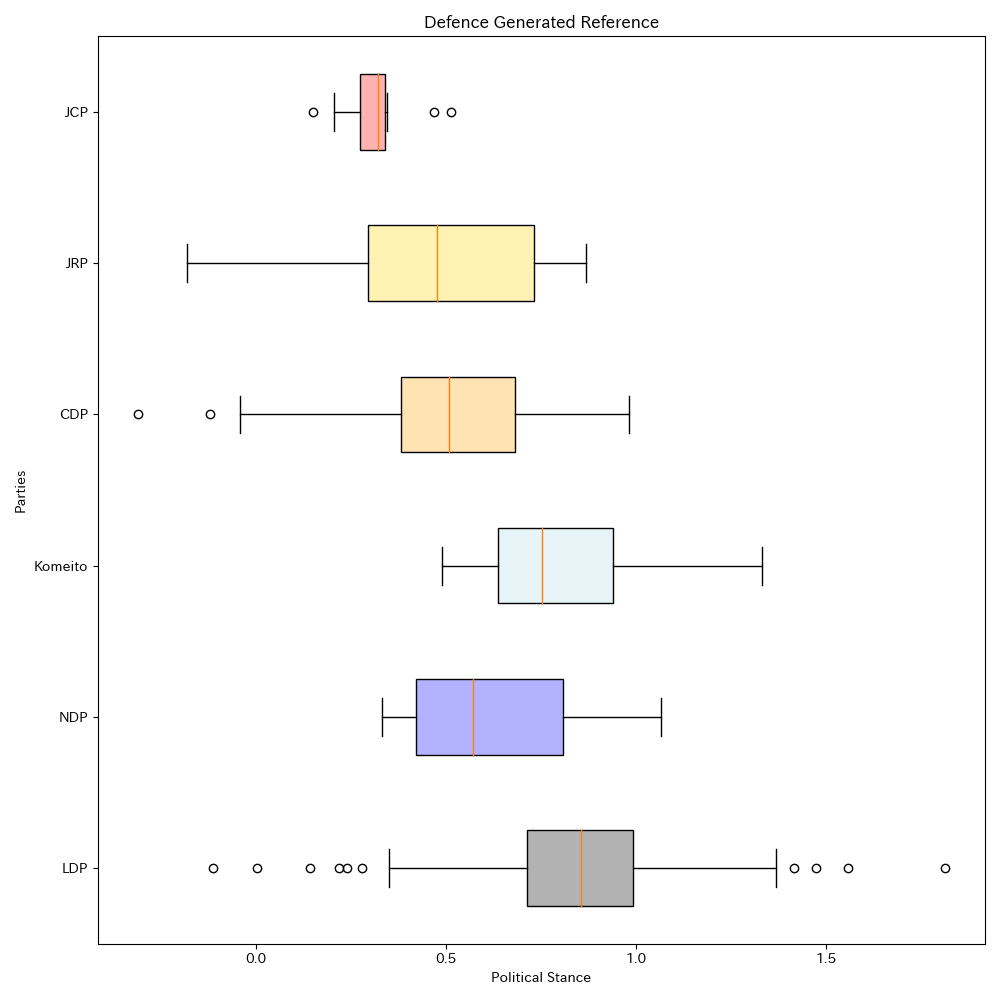 Defence Generated Reference
JCP
JRP
CDP
Komeito
NDP
LDP
Parties
0.0
0.5
1.0
1.5
Political Stance